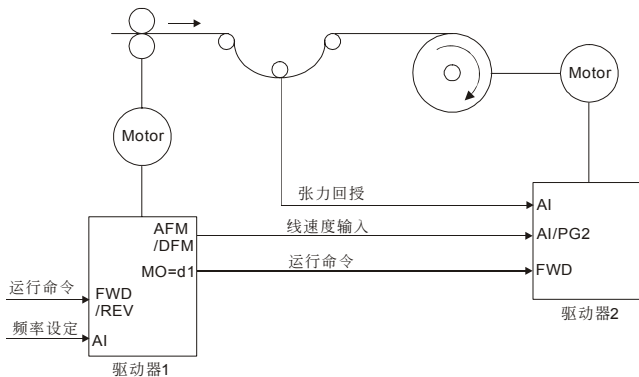 Motor
Motor
张力回授
AI
AFM
/DFM
线速度输入
AI/PG2
MO=d1
运行命令
FWD
运行命令
FWD
/REV
频率设定
AI
驱动器2
驱动器1